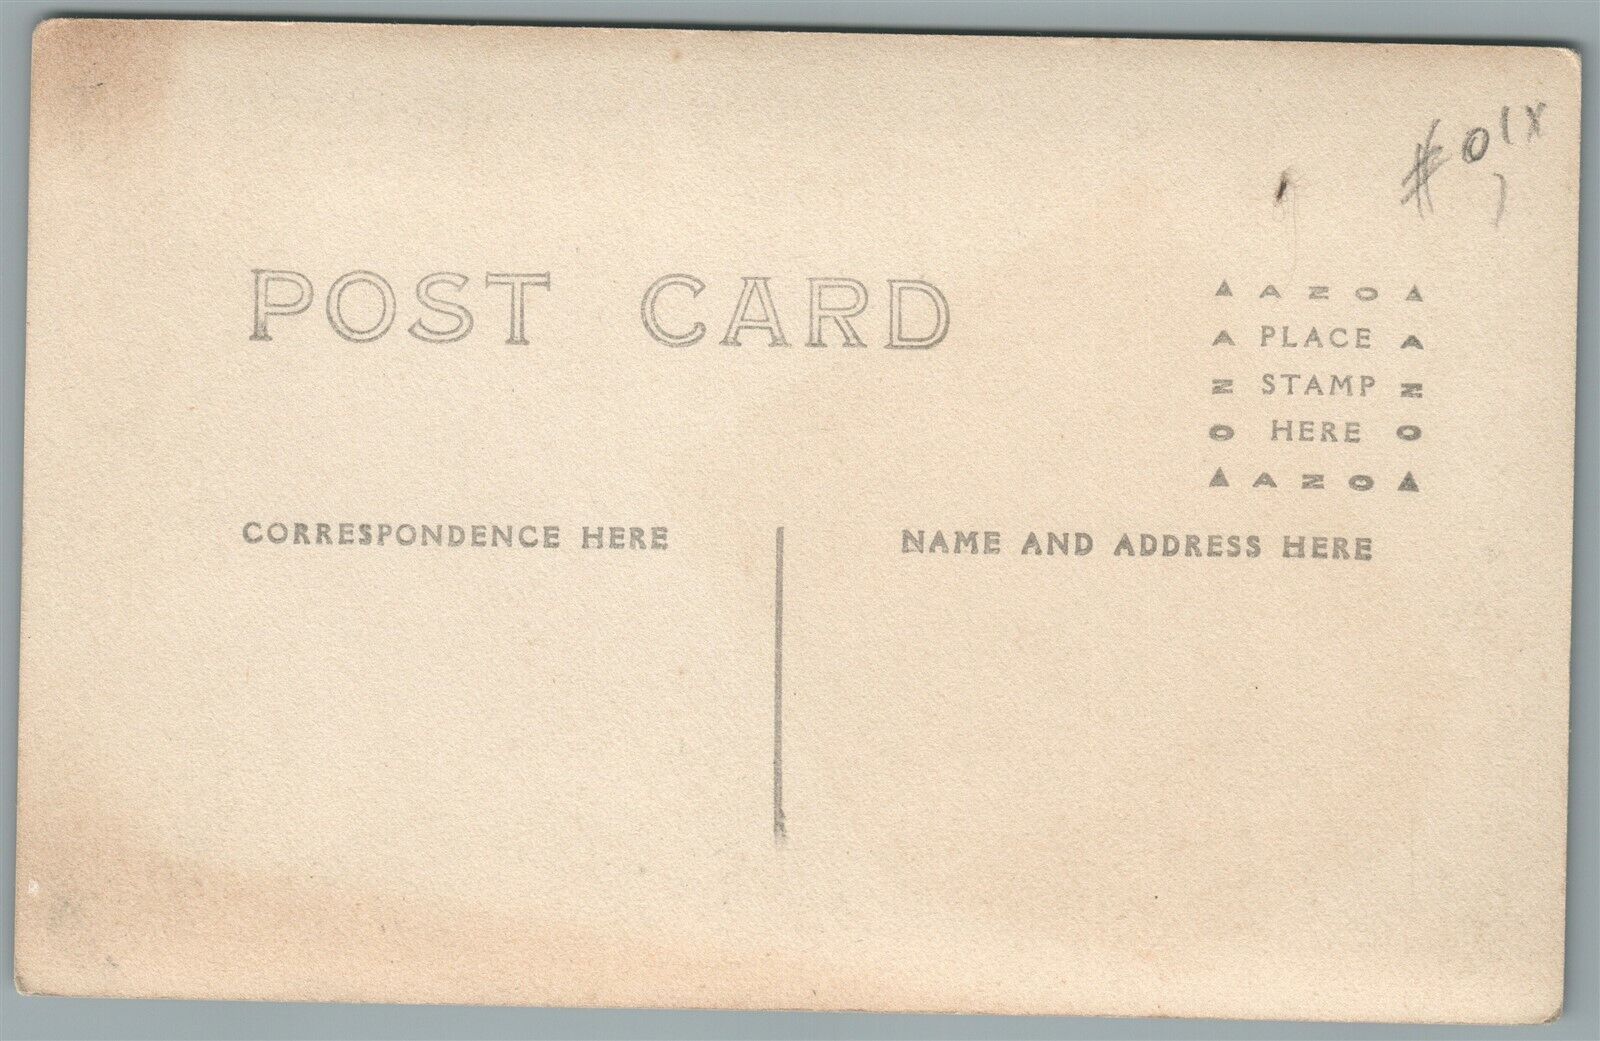 #01X
POST CARD
▲ AZO ▲
A PLACE A
Z STAMP Z
O HERE O
▲ AZO ▲
CORRESPONDENCE HERE
NAME AND ADDRESS HERE